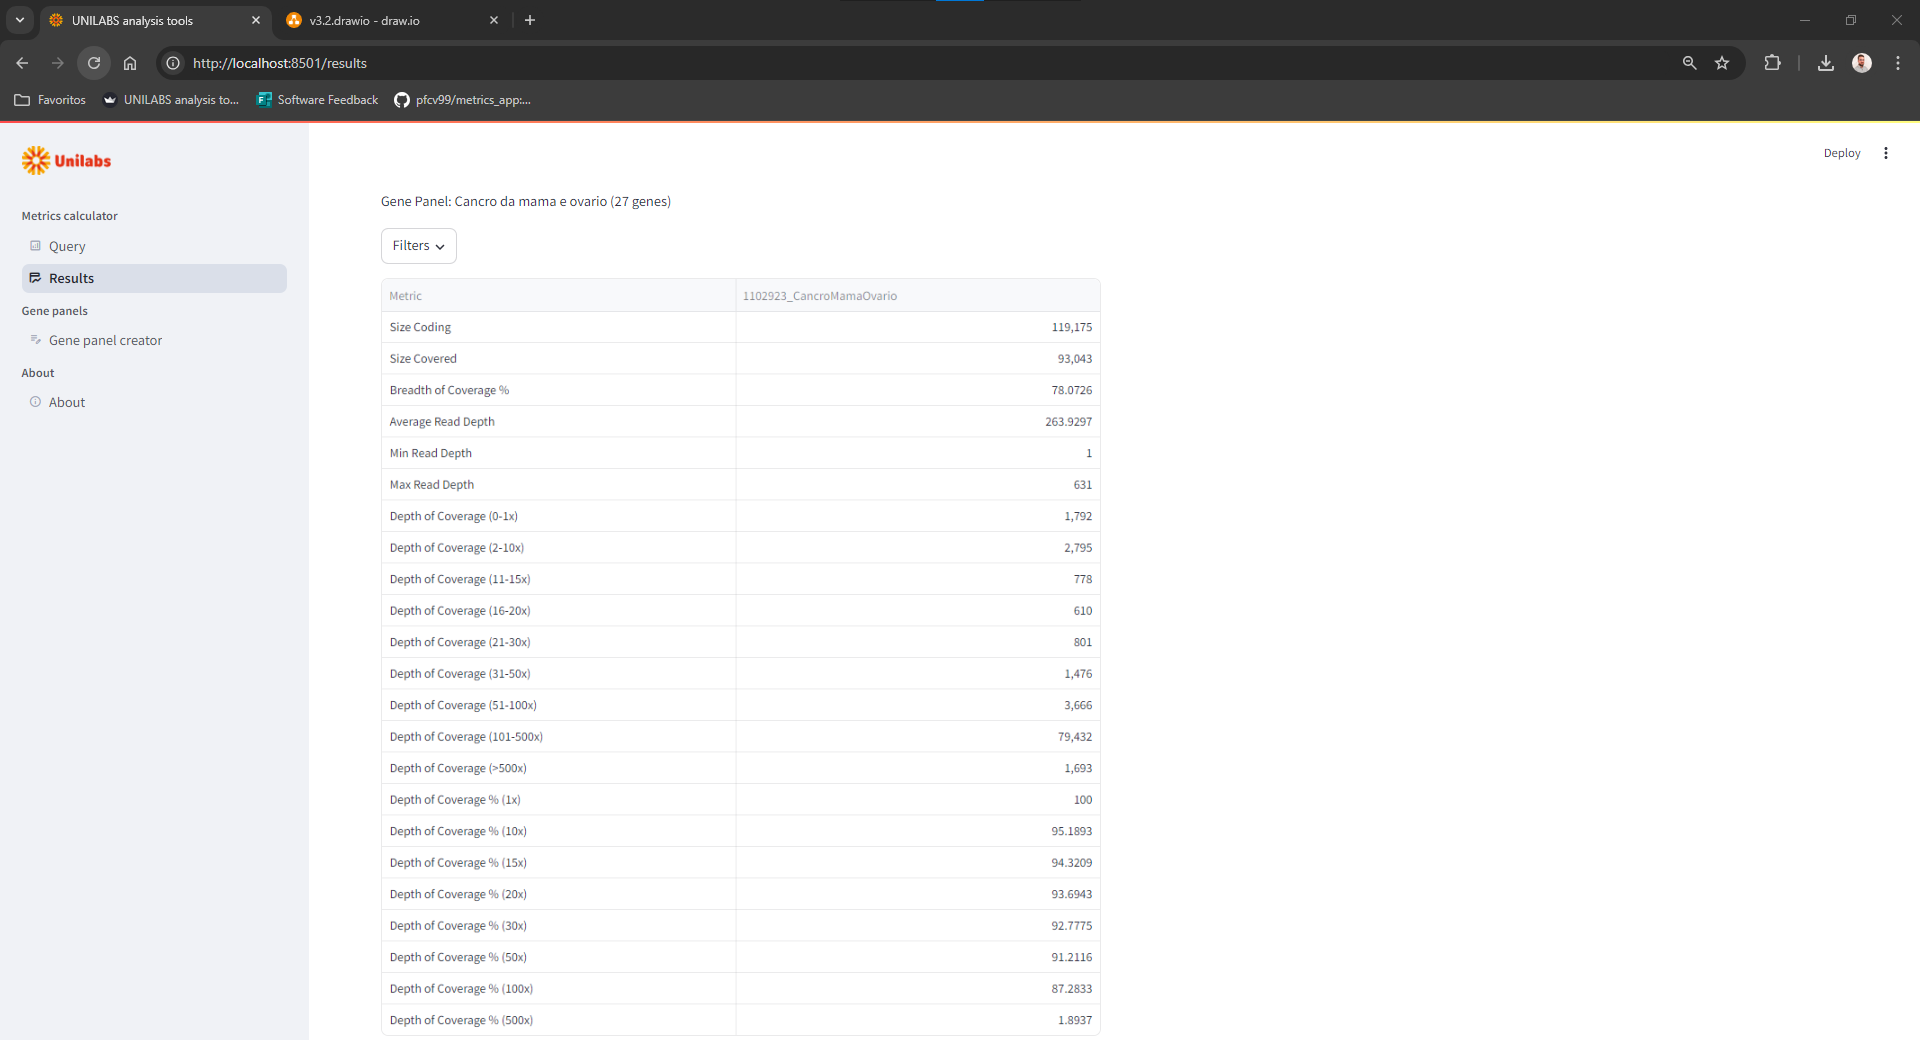 UNILABS analysis tools
v3.2.drawio - draw.io
http://localhost:8501/results
Favoritos
UNILABS analysis to...
Software Feedback
pfcv99/metrics_app:...
Unilabs
Deploy
Metrics calculator
Query
Results
Gene panels
Gene panel creator
About
About
Gene Panel: Cancro da mama e ovario (27 genes)
Filters
Metric 1102923_CancroMamaOvario
Size Coding 119,175
Size Covered 93,043
Breadth of Coverage % 78.0726
Average Read Depth 263.9297
Min Read Depth 1
Max Read Depth 631
Depth of Coverage (0-1x) 1,792
Depth of Coverage (2-10x) 2,795
Depth of Coverage (11-15x) 778
Depth of Coverage (16-20x) 610
Depth of Coverage (21-30x) 801
Depth of Coverage (31-50x) 1,476
Depth of Coverage (51-100x) 3,666
Depth of Coverage (101-500x) 79,432
Depth of Coverage (>500x) 1,693
Depth of Coverage % (1x) 100
Depth of Coverage % (10x) 95.1893
Depth of Coverage % (15x) 94.3209
Depth of Coverage % (20x) 93.6943
Depth of Coverage % (30x) 92.7775
Depth of Coverage % (50x) 91.2116
Depth of Coverage % (100x) 87.2833
Depth of Coverage % (500x) 1.8937